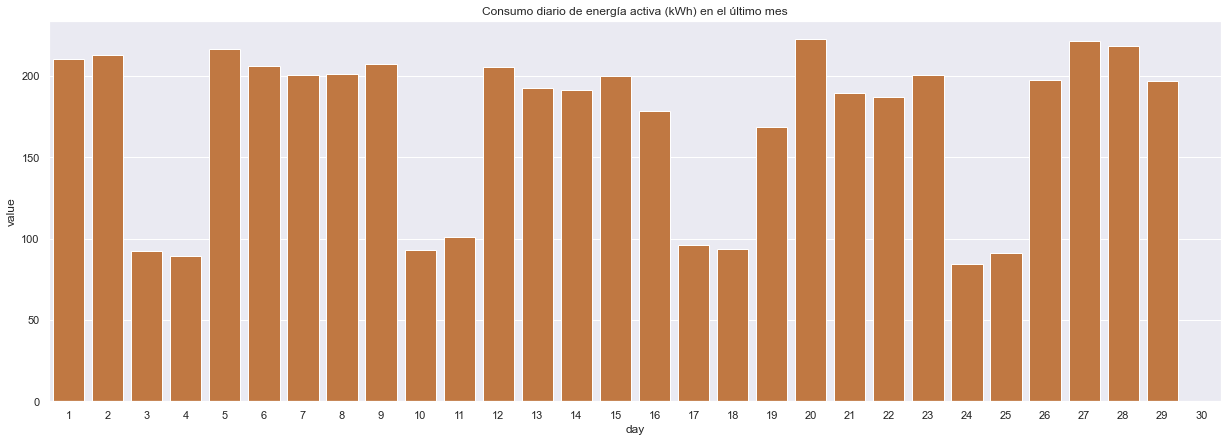 Consumo diario de energía activa (kWh) en el último mes
value
200
150
100
50
0
1 2 3 4 5 6 7 8 9 10 11 12 13 14 15 16 17 18 19 20 21 22 23 24 25 26 27 28 29 30
day